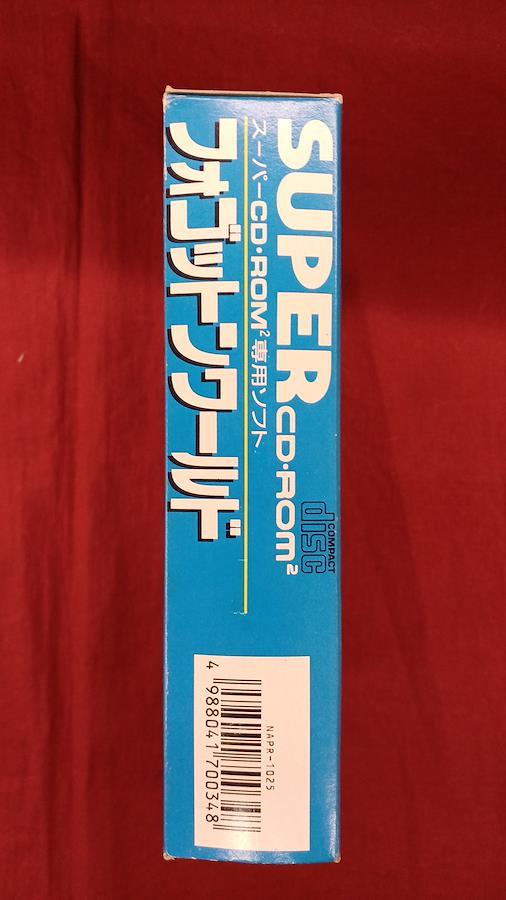 SUPER CD・ROM²
COMPACT
disc
スーパーCD・ROM²専用ソフト
フォゴットンワールド
NAPR-1025
4 988041 700348